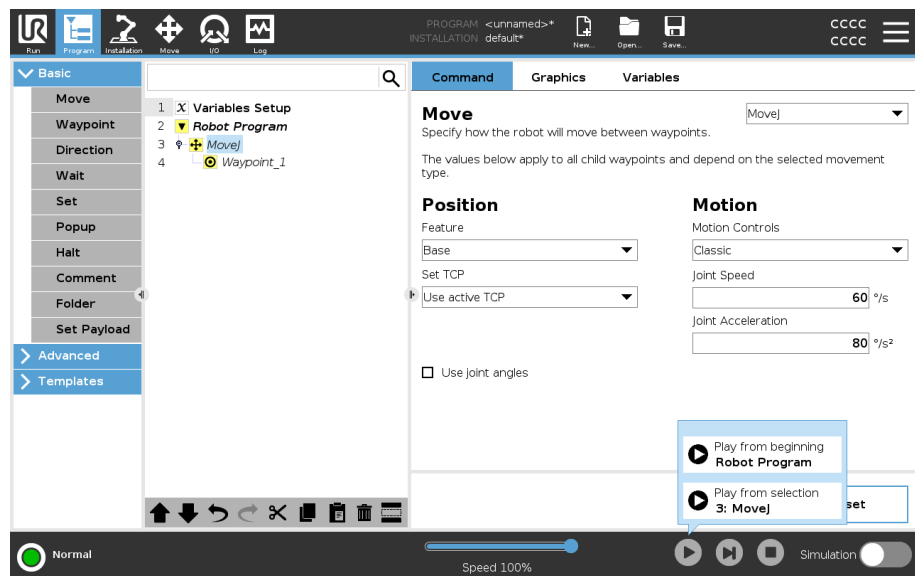 PROGRAM <unnamed>*
INSTALLATION default*
CCCC
CCCC
Run
Program
Installation
Move
I/O
Log
New...
Open...
Save...
Basic
Move
Waypoint
Direction
Wait
Set
Popup
Halt
Comment
Folder
Set Payload
Advanced
Templates
1 X Variables Setup
2 Robot Program
3 MoveJ
4 Waypoint_1
Command Graphics Variables
Move
MoveJ
Specify how the robot will move between waypoints.
The values below apply to all child waypoints and depend on the selected movement
type.
Position
Feature
Base
Set TCP
Use active TCP
Use joint angles
Motion
Motion Controls
Classic
Joint Speed
60 °/s
Joint Acceleration
80 °/s²
Play from beginning
Robot Program
Play from selection
3: MoveJ
set
Normal
Speed 100%
Simulation